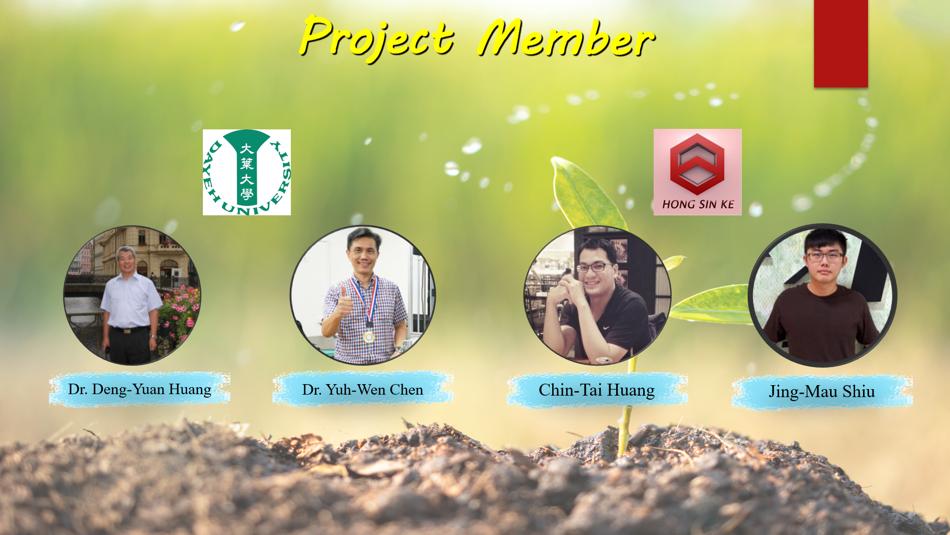 Project Member
DAYEH UNIVERSITY
大葉大學
HONG SIN KE
Dr. Deng-Yuan Huang
Dr. Yuh-Wen Chen
Chin-Tai Huang
Jing-Mau Shiu